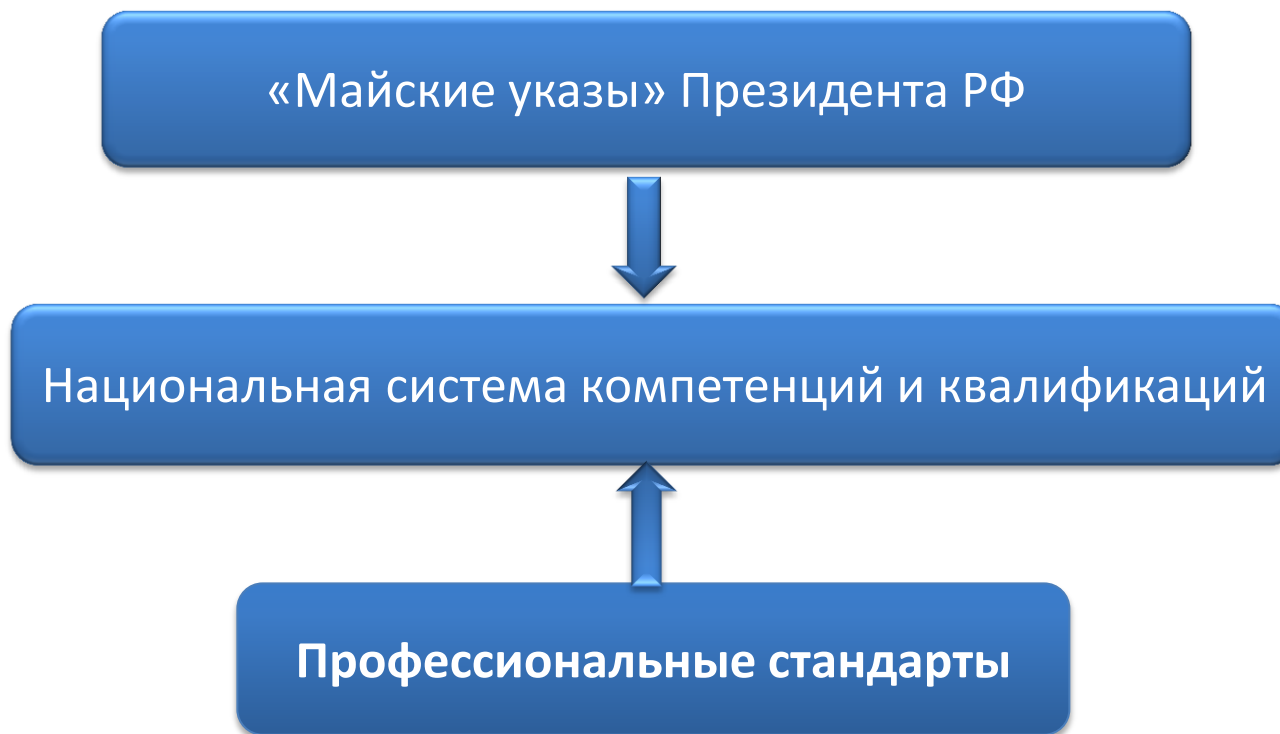 «Майские указы» Президента РФ
Национальная система компетенций и квалификаций
Профессиональные стандарты